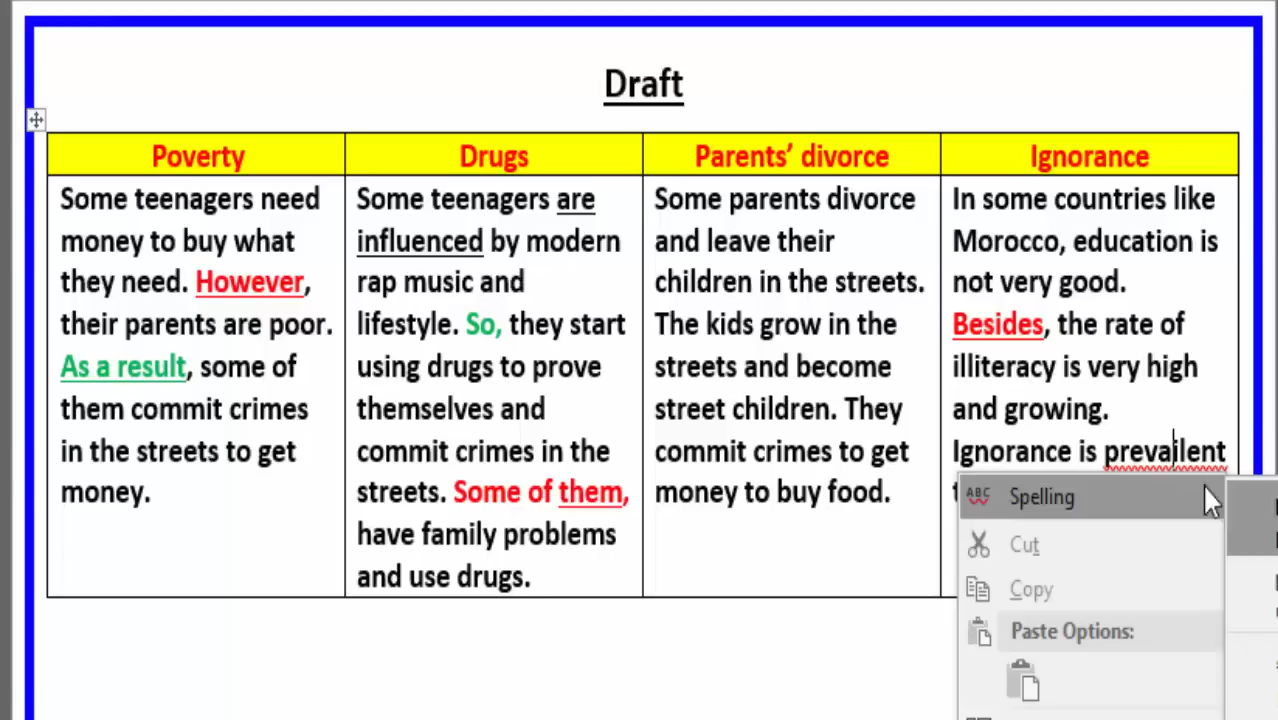 Draft
Poverty
Some teenagers need
money to buy what
they need. However,
their parents are poor.
As a result, some of
them commit crimes
in the streets to get
money.
Drugs
Some teenagers are
influenced by modern
rap music and
lifestyle. So, they start
using drugs to prove
themselves and
commit crimes in the
streets. Some of them,
have family problems
and use drugs.
Parents’ divorce
Some parents divorce
and leave their
children in the streets.
The kids grow in the
streets and become
street children. They
commit crimes to get
money to buy food.
Ignorance
In some countries like
Morocco, education is
not very good.
Besides, the rate of
illiteracy is very high
and growing.
Ignorance is prevailent
ABC Spelling
Cut
Copy
Paste Options: